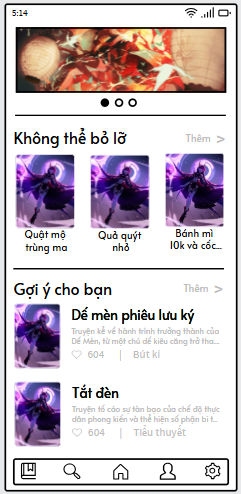 5:14
Không thể bỏ lỡ
Thêm >
Quật mộ
trùng ma
Quả quýt
nhỏ
Bánh mì
10k và cốc...
Gợi ý cho bạn
Thêm >
Dế mèn phiêu lưu ký
Truyện kể về hành trình trưởng thành của
Dế Mèn, từ một chú dế kiêu căng trở tha...
604 | Bút kí
Tắt đèn
Truyện tố cáo sự tàn bạo của chế độ thực
dân phong kiến và thể hiện số phận bi t...
604 | Tiểu thuyết